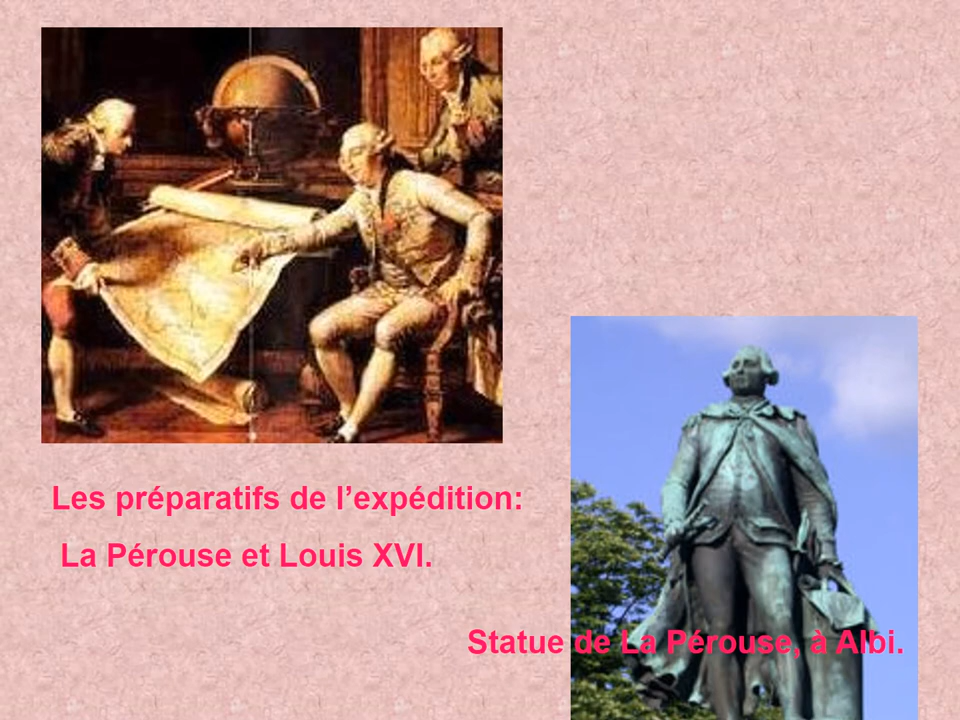 Les préparatifs de l’expédition:
La Pérouse et Louis XVI.
Statue de La Pérouse, à Albi.